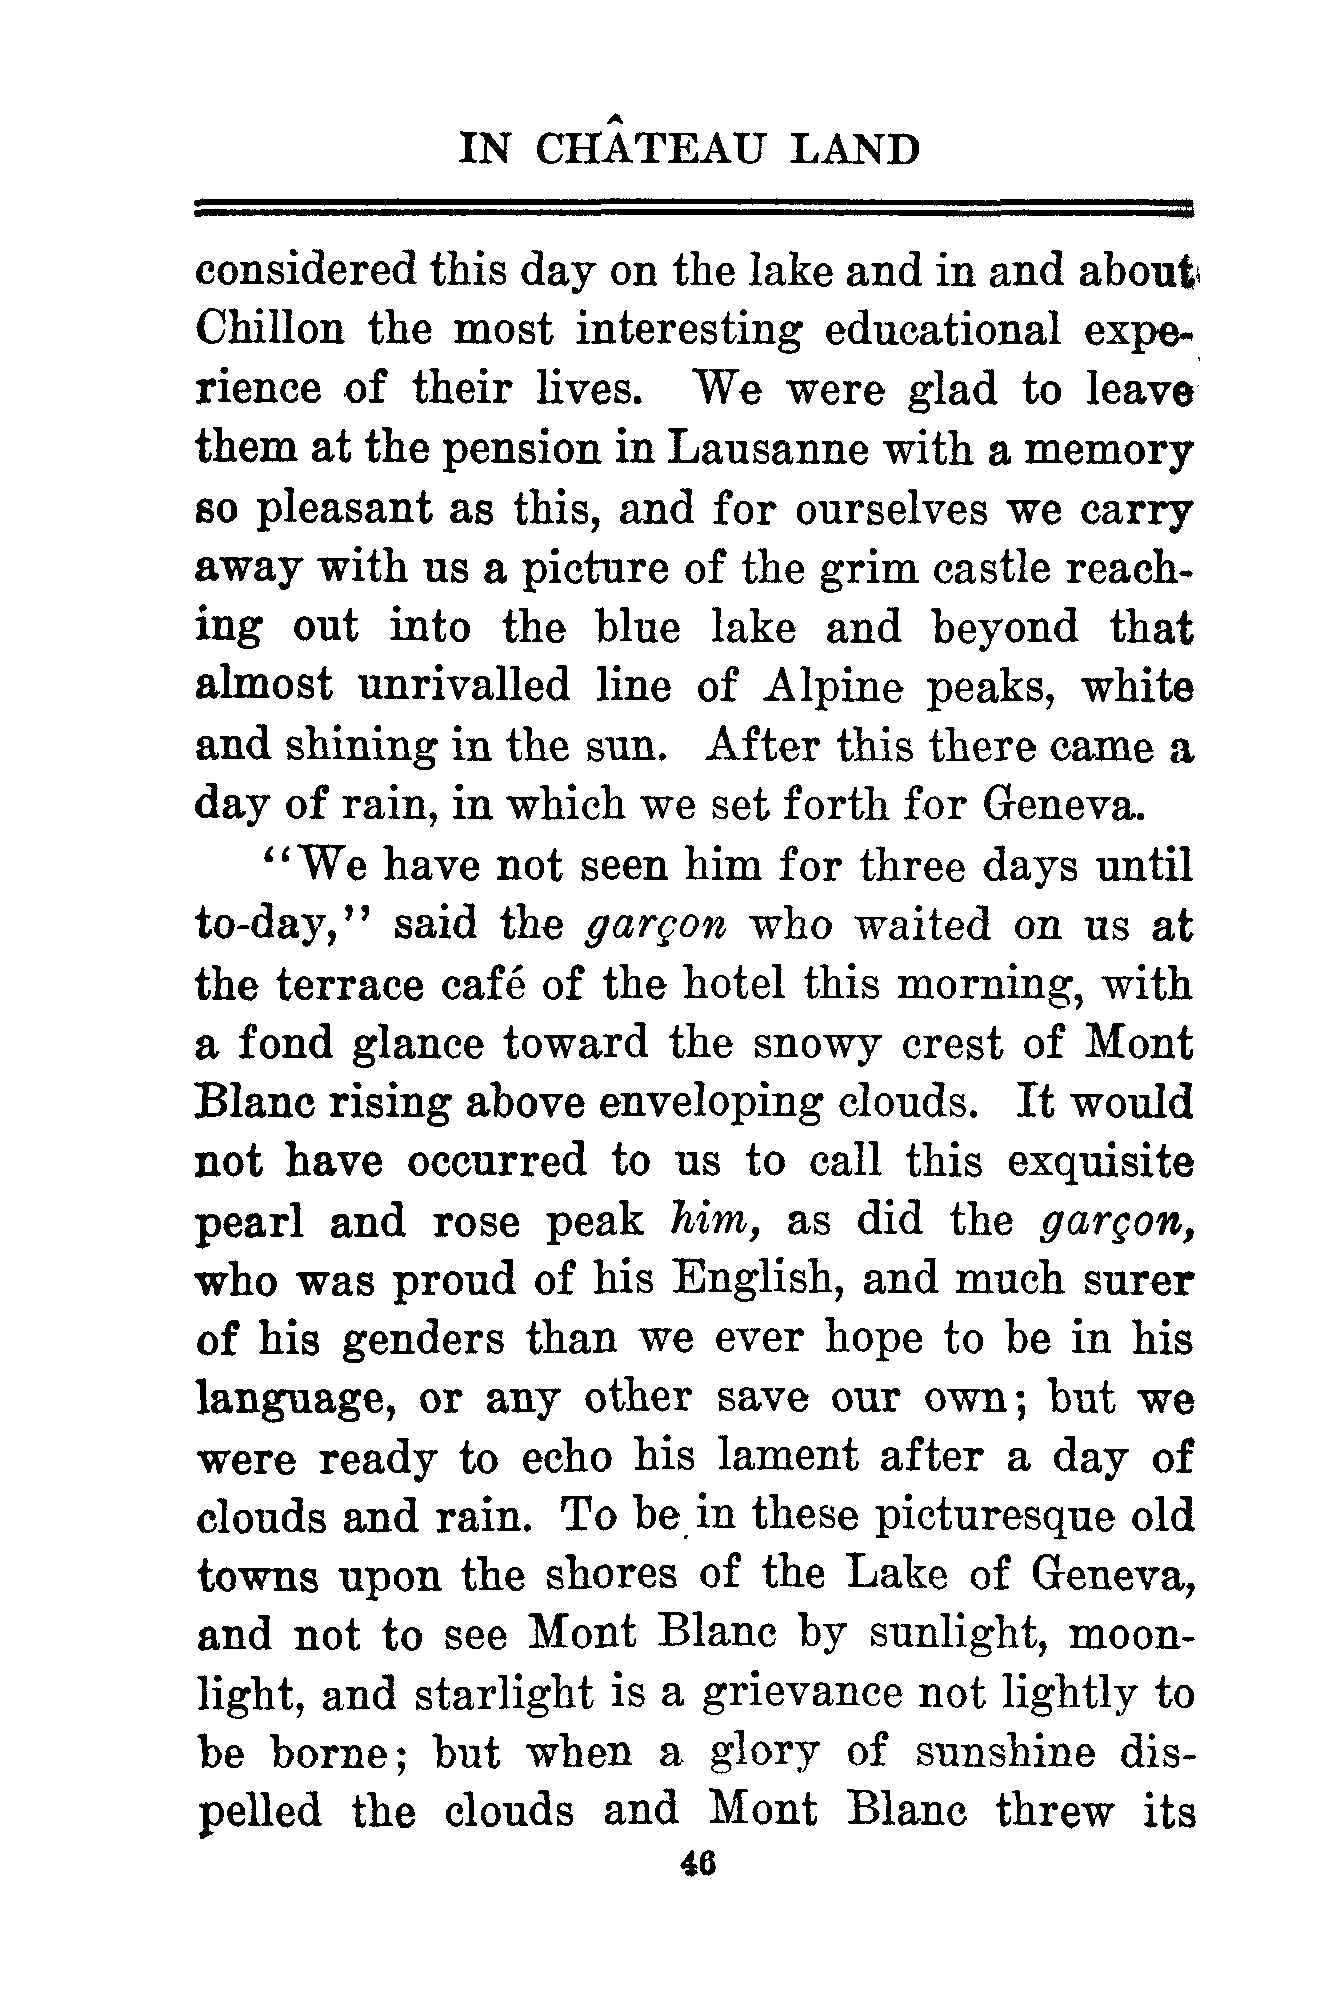 IN CHÂTEAU LAND
considered this day on the lake and in and about
Chillon the most interesting educational expe-
rience of their lives. We were glad to leave
them at the pension in Lausanne with a memory
so pleasant as this, and for ourselves we carry
away with us a picture of the grim castle reach-
ing out into the blue lake and beyond that
almost unrivalled line of Alpine peaks, white
and shining in the sun. After this there came a
day of rain, in which we set forth for Geneva.
“We have not seen him for three days until
to-day,” said the garçon who waited on us at
the terrace café of the hotel this morning, with
a fond glance toward the snowy crest of Mont
Blanc rising above enveloping clouds. It would
not have occurred to us to call this exquisite
pearl and rose peak him, as did the garçon,
who was proud of his English, and much surer
of his genders than we ever hope to be in his
language, or any other save our own; but we
were ready to echo his lament after a day of
clouds and rain. To be in these picturesque old
towns upon the shores of the Lake of Geneva,
and not to see Mont Blanc by sunlight, moon-
light, and starlight is a grievance not lightly to
be borne; but when a glory of sunshine dis-
pelled the clouds and Mont Blanc threw its
46